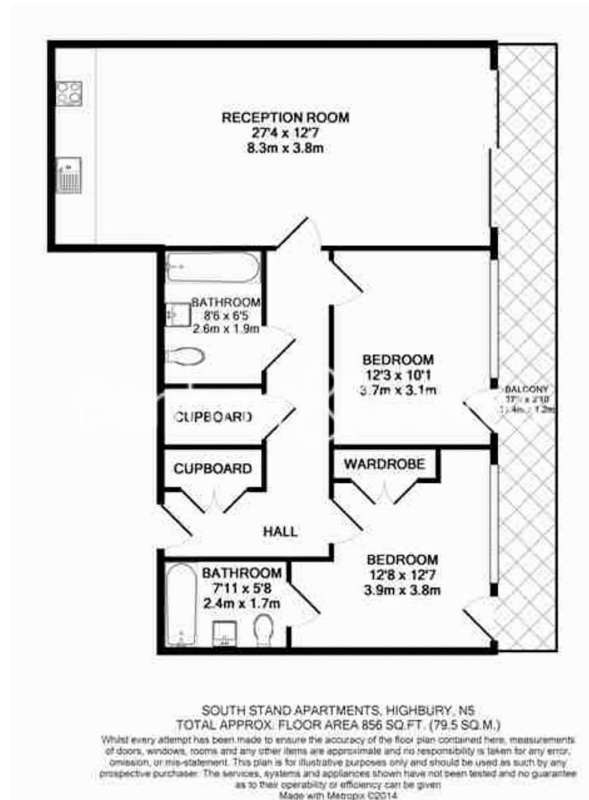 RECEPTION ROOM
27'4 x 12'7
8.3m x 3.8m
BATHROOM
8'6 x 6'5
2.6m x 1.9m
BEDROOM
12'3 x 10'1
3.7m x 3.1m
BALCONY
CUPBOARD
CUPBOARD
WARDROBE
HALL
BEDROOM
12'8 x 12'7
3.9m x 3.8m
BATHROOM
7'11 x 5'8
2.4m x 1.7m
SOUTH STAND APARTMENTS, HIGHBURY, N5
TOTAL APPROX. FLOOR AREA 856 SQ.FT. (79.5 SQ.M.)
Whilst every attempt has been made to ensure the accuracy of the floor plan contained here, measurements
of doors, windows, rooms and any other items are approximate and no responsibility is taken for any error,
omission, or mis-statement. This plan is for illustrative purposes only and should be used as such by any
prospective purchaser. The services, systems and appliances shown have not been tested and no guarantee
as to their operability or efficiency can be given
Made with Metropix ©2014